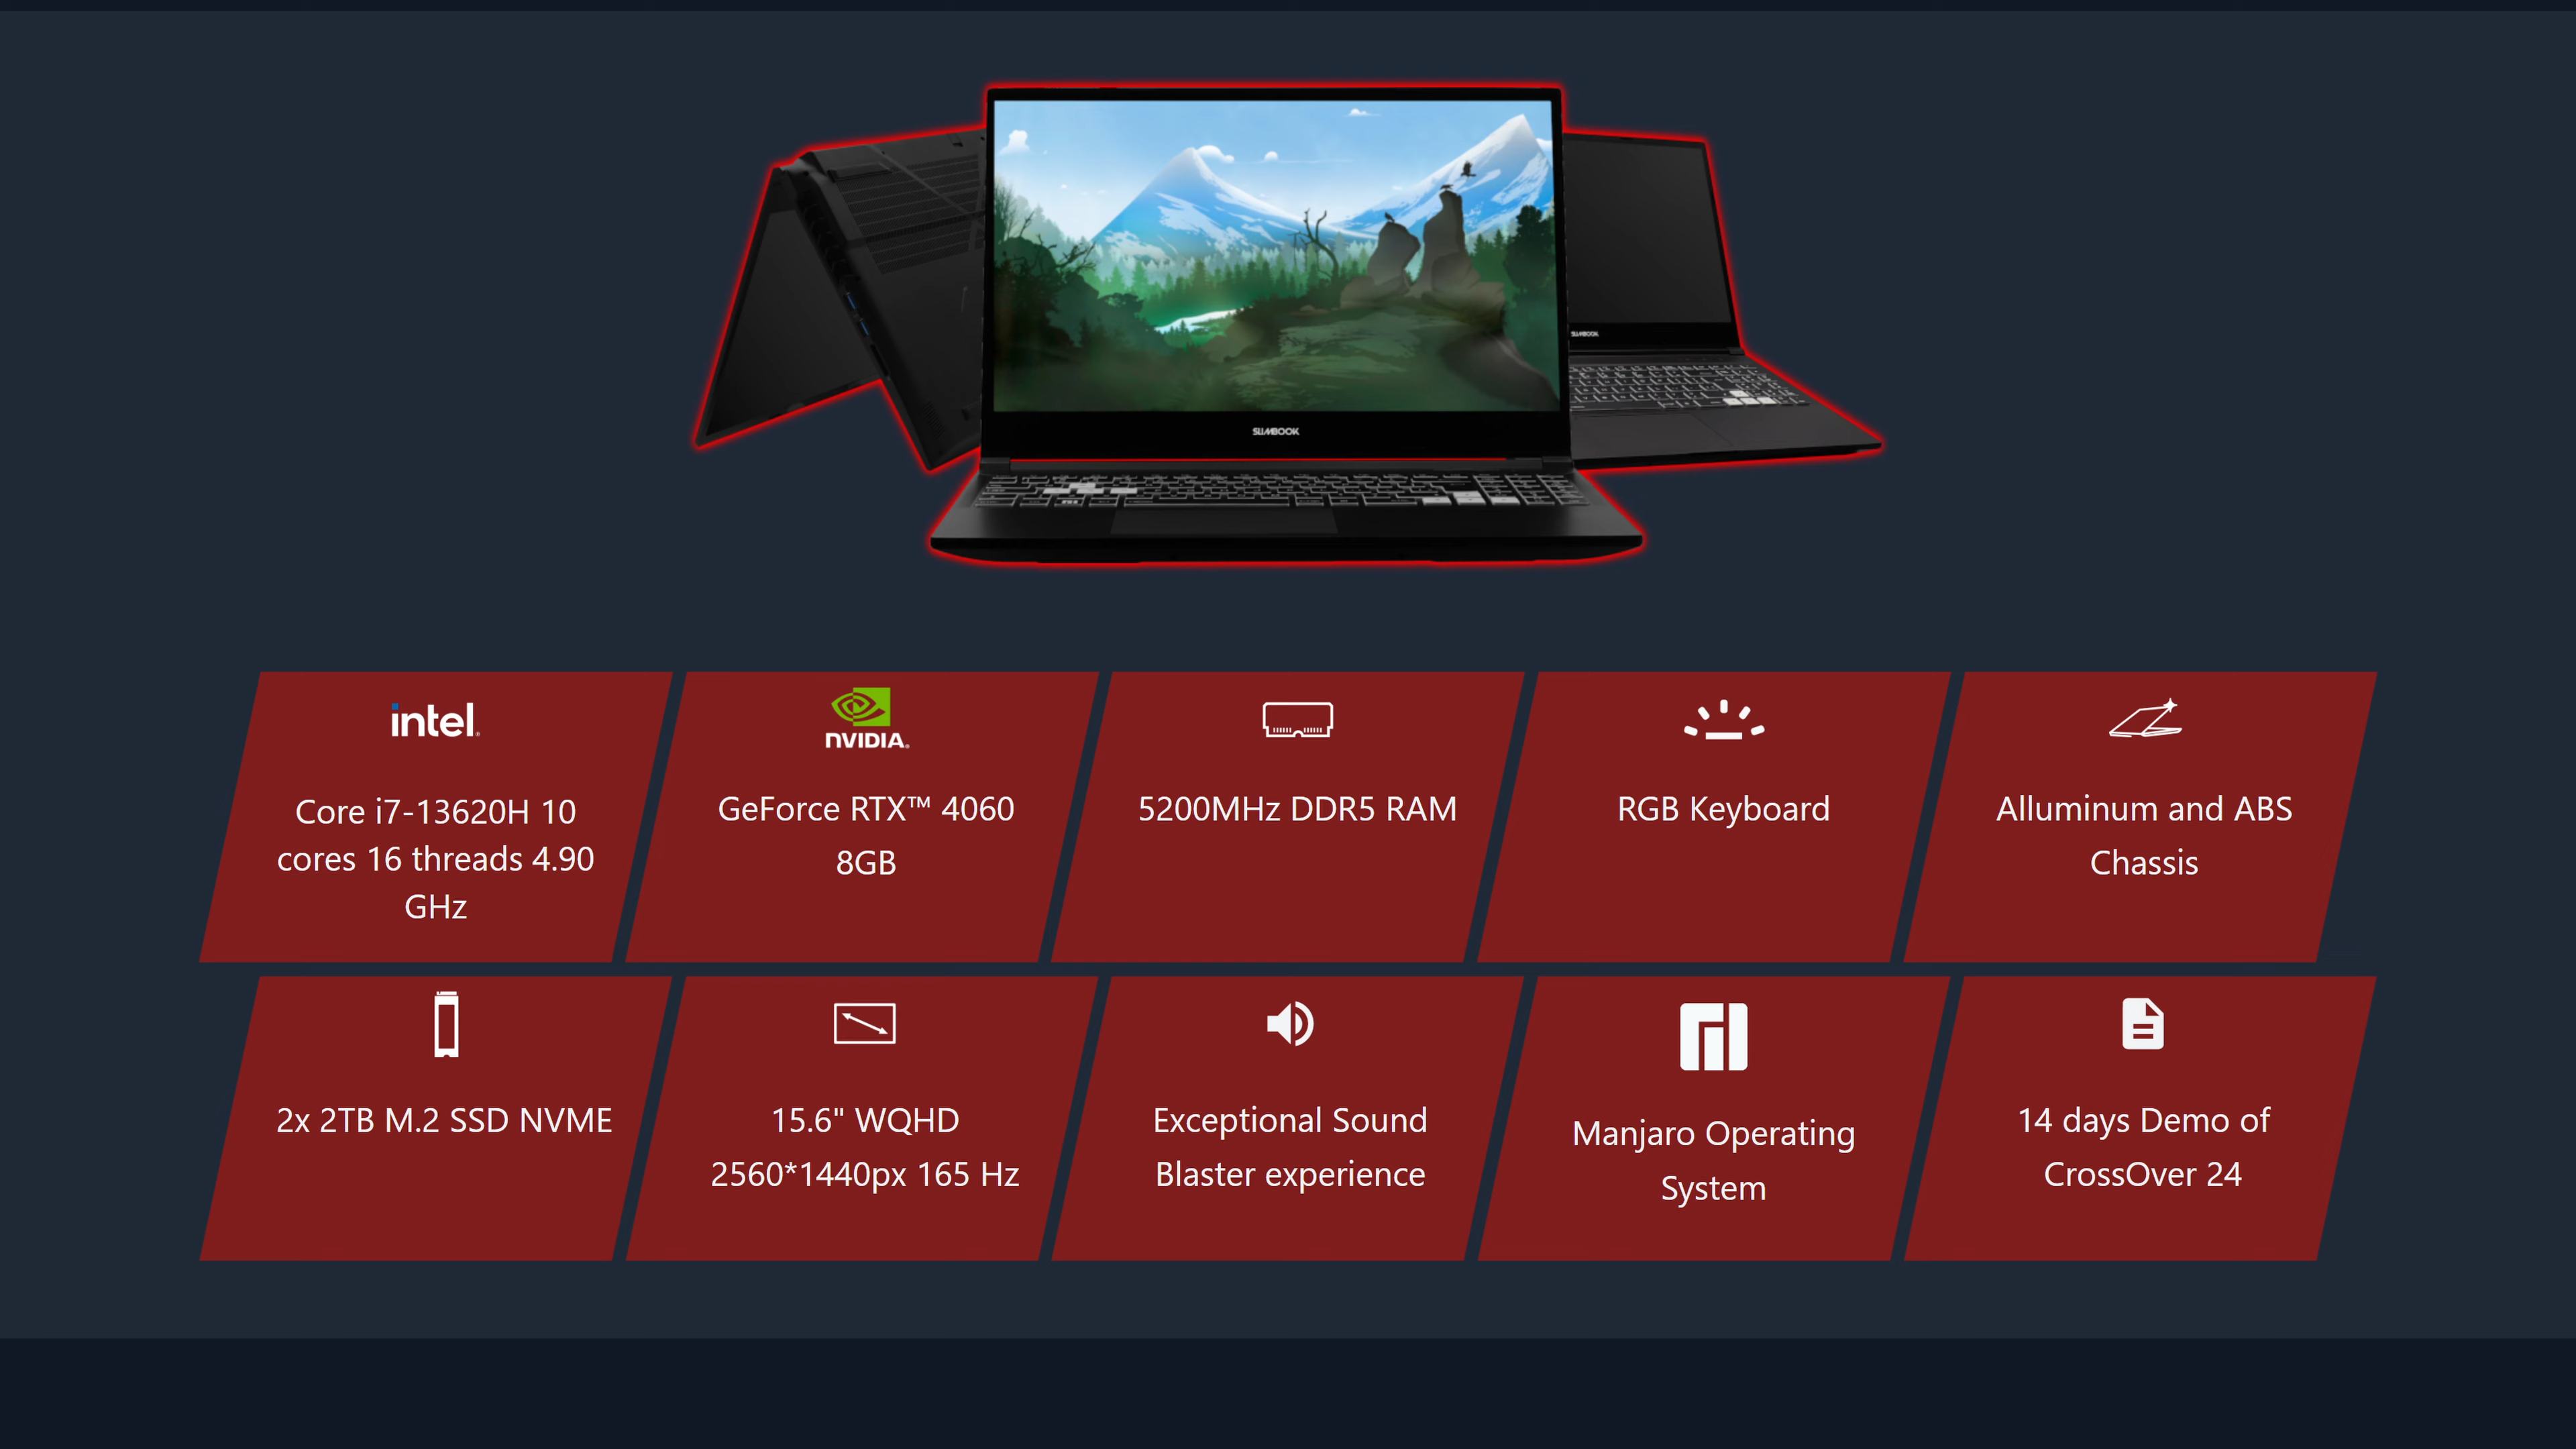 SLIMBOOK
SLIMBOOK
intel.
NVIDIA.
Core i7-13620H 10
cores 16 threads 4.90
GHz
GeForce RTX™ 4060
8GB
5200MHz DDR5 RAM
RGB Keyboard
Alluminum and ABS
Chassis
2x 2TB M.2 SSD NVME
15.6" WQHD
2560*1440px 165 Hz
Exceptional Sound
Blaster experience
Manjaro Operating
System
14 days Demo of
CrossOver 24